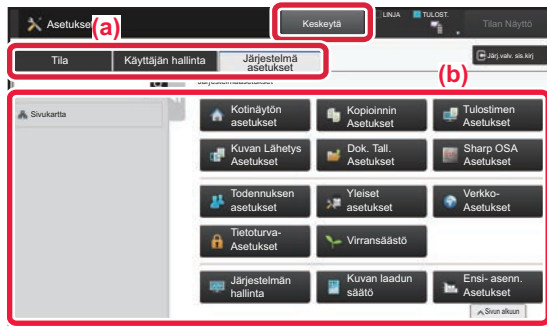 Asetukset
(a)
Keskeytä
LINJA
TULOST.
Tilan Näyttö
Tila
Käyttäjän hallinta
Järjestelmä
asetukset
Järj. valv. sis.kirj
(b)
Järjestelmäasetukset
Sivukartta
Kotinäytön
asetukset
Kopioinnin
Asetukset
Tulostimen
Asetukset
Kuvan Lähetys
Asetukset
Dok. Tall.
Asetukset
Sharp OSA
Asetukset
Todennuksen
asetukset
Yleiset
asetukset
Verkko-
Asetukset
Tietoturva-
Asetukset
Virransäästö
Järjestelmän
hallinta
Kuvan laadun
säätö
Ensi- asenn.
Asetukset
Sivun alkuun